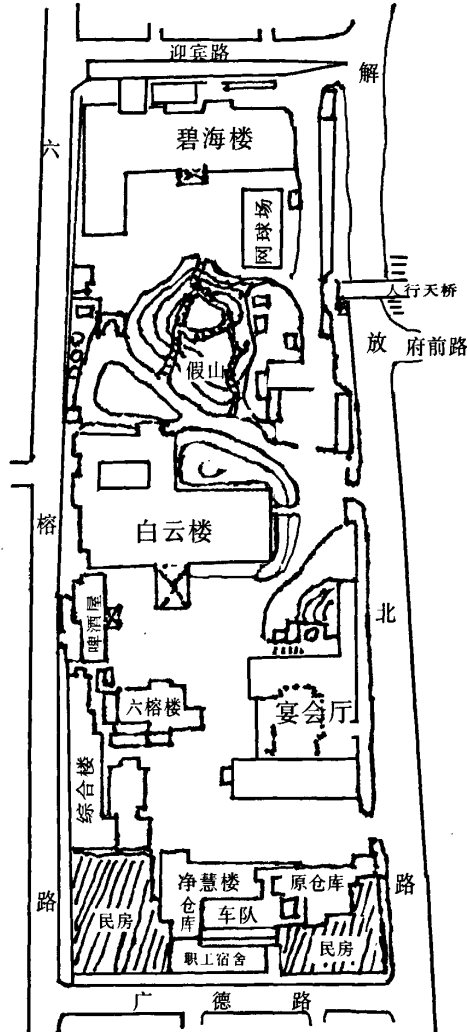 迎宾路
解
六
碧海楼
网球场
人行天桥
放
府前路
假山
白云楼
榕
北
啤酒屋
六榕楼
宴会厅
综合楼
净慧楼
原仓库
仓库
车队
路
路
民房
民房
职工宿舍
广德路